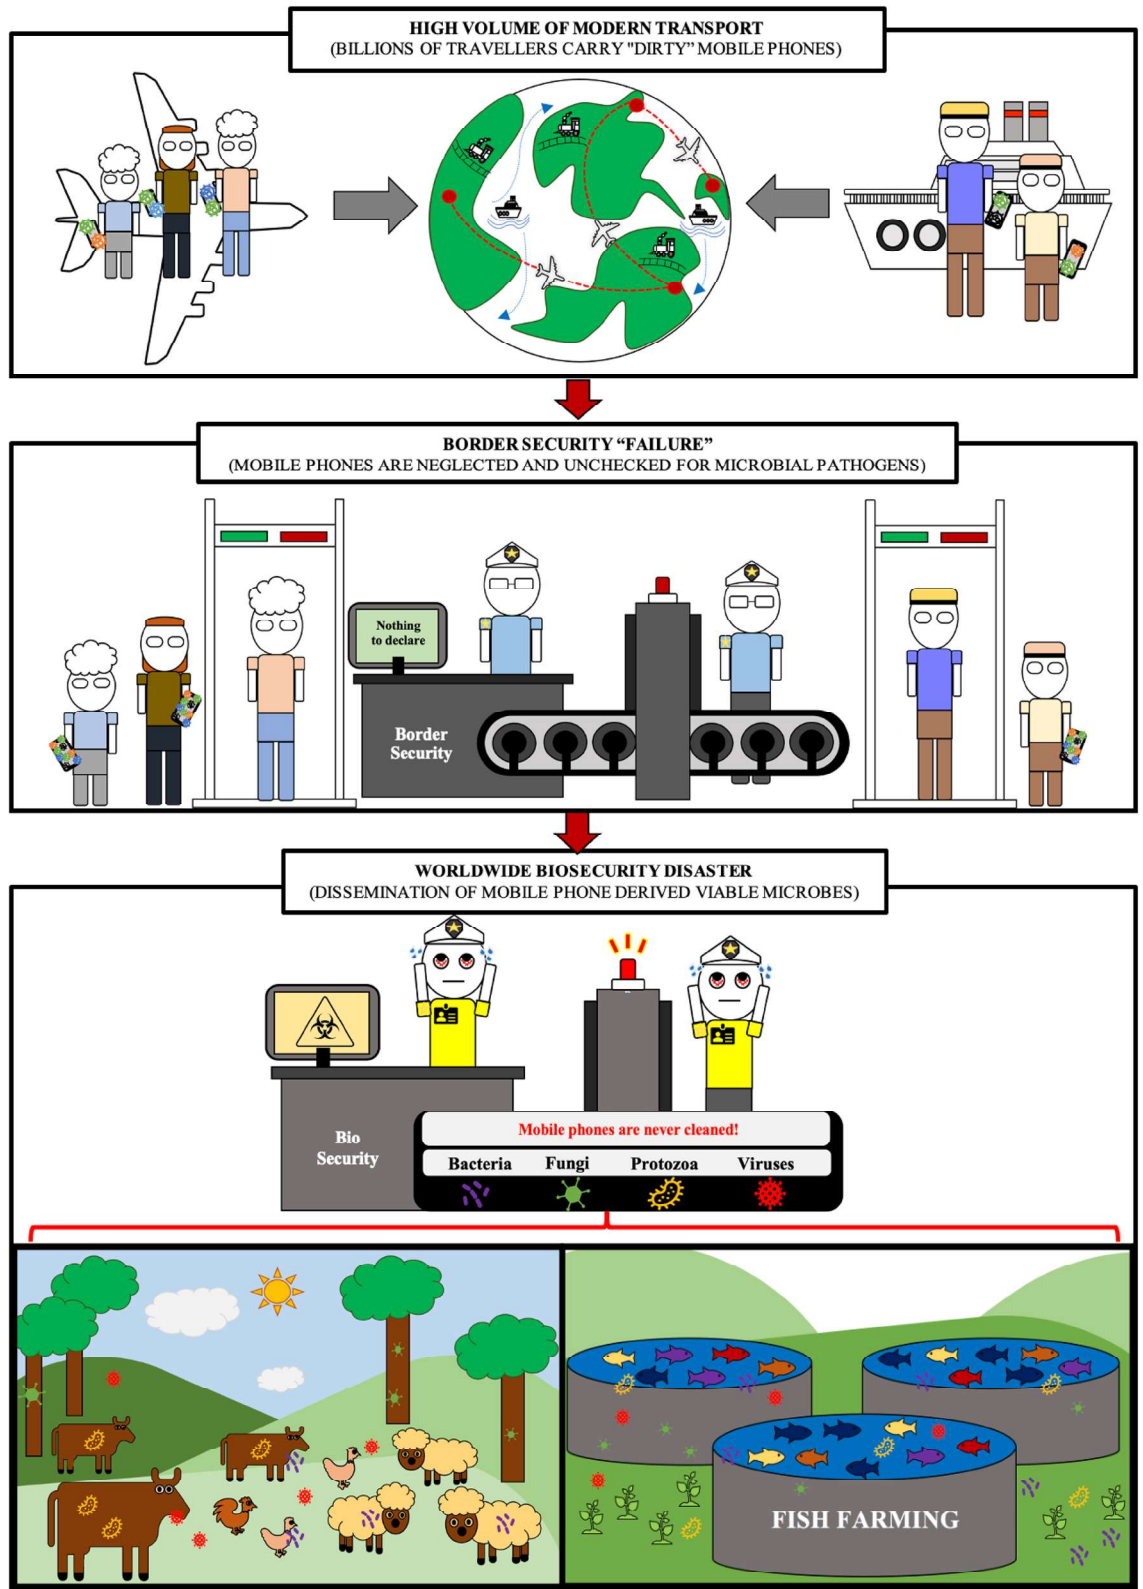 HIGH VOLUME OF MODERN TRANSPORT
(BILLIONS OF TRAVELLERS CARRY "DIRTY” MOBILE PHONES)
BORDER SECURITY “FAILURE”
(MOBILE PHONES ARE NEGLECTED AND UNCHECKED FOR MICROBIAL PATHOGENS)
Nothing
to declare
Border
Security
WORLDWIDE BIOSECURITY DISASTER
(DISSEMINATION OF MOBILE PHONE DERIVED VIABLE MICROBES)
Bio
Security
Mobile phones are never cleaned!
Bacteria Fungi Protozoa Viruses
FISH FARMING